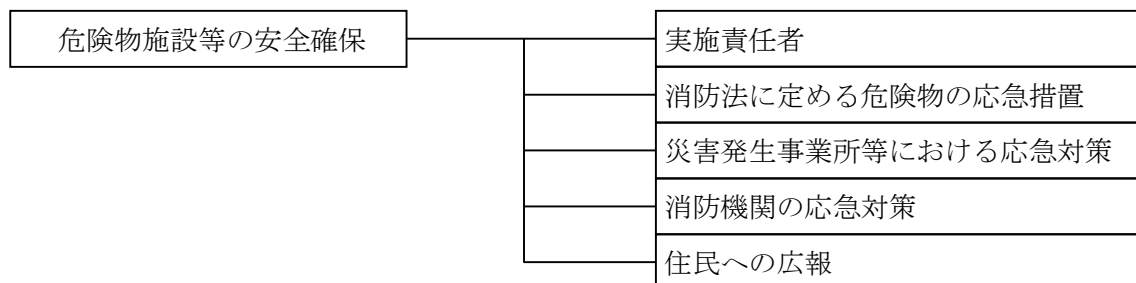 危険物施設等の安全確保
実施責任者
消防法に定める危険物の応急措置
災害発生事業所等における応急対策
消防機関の応急対策
住民への広報